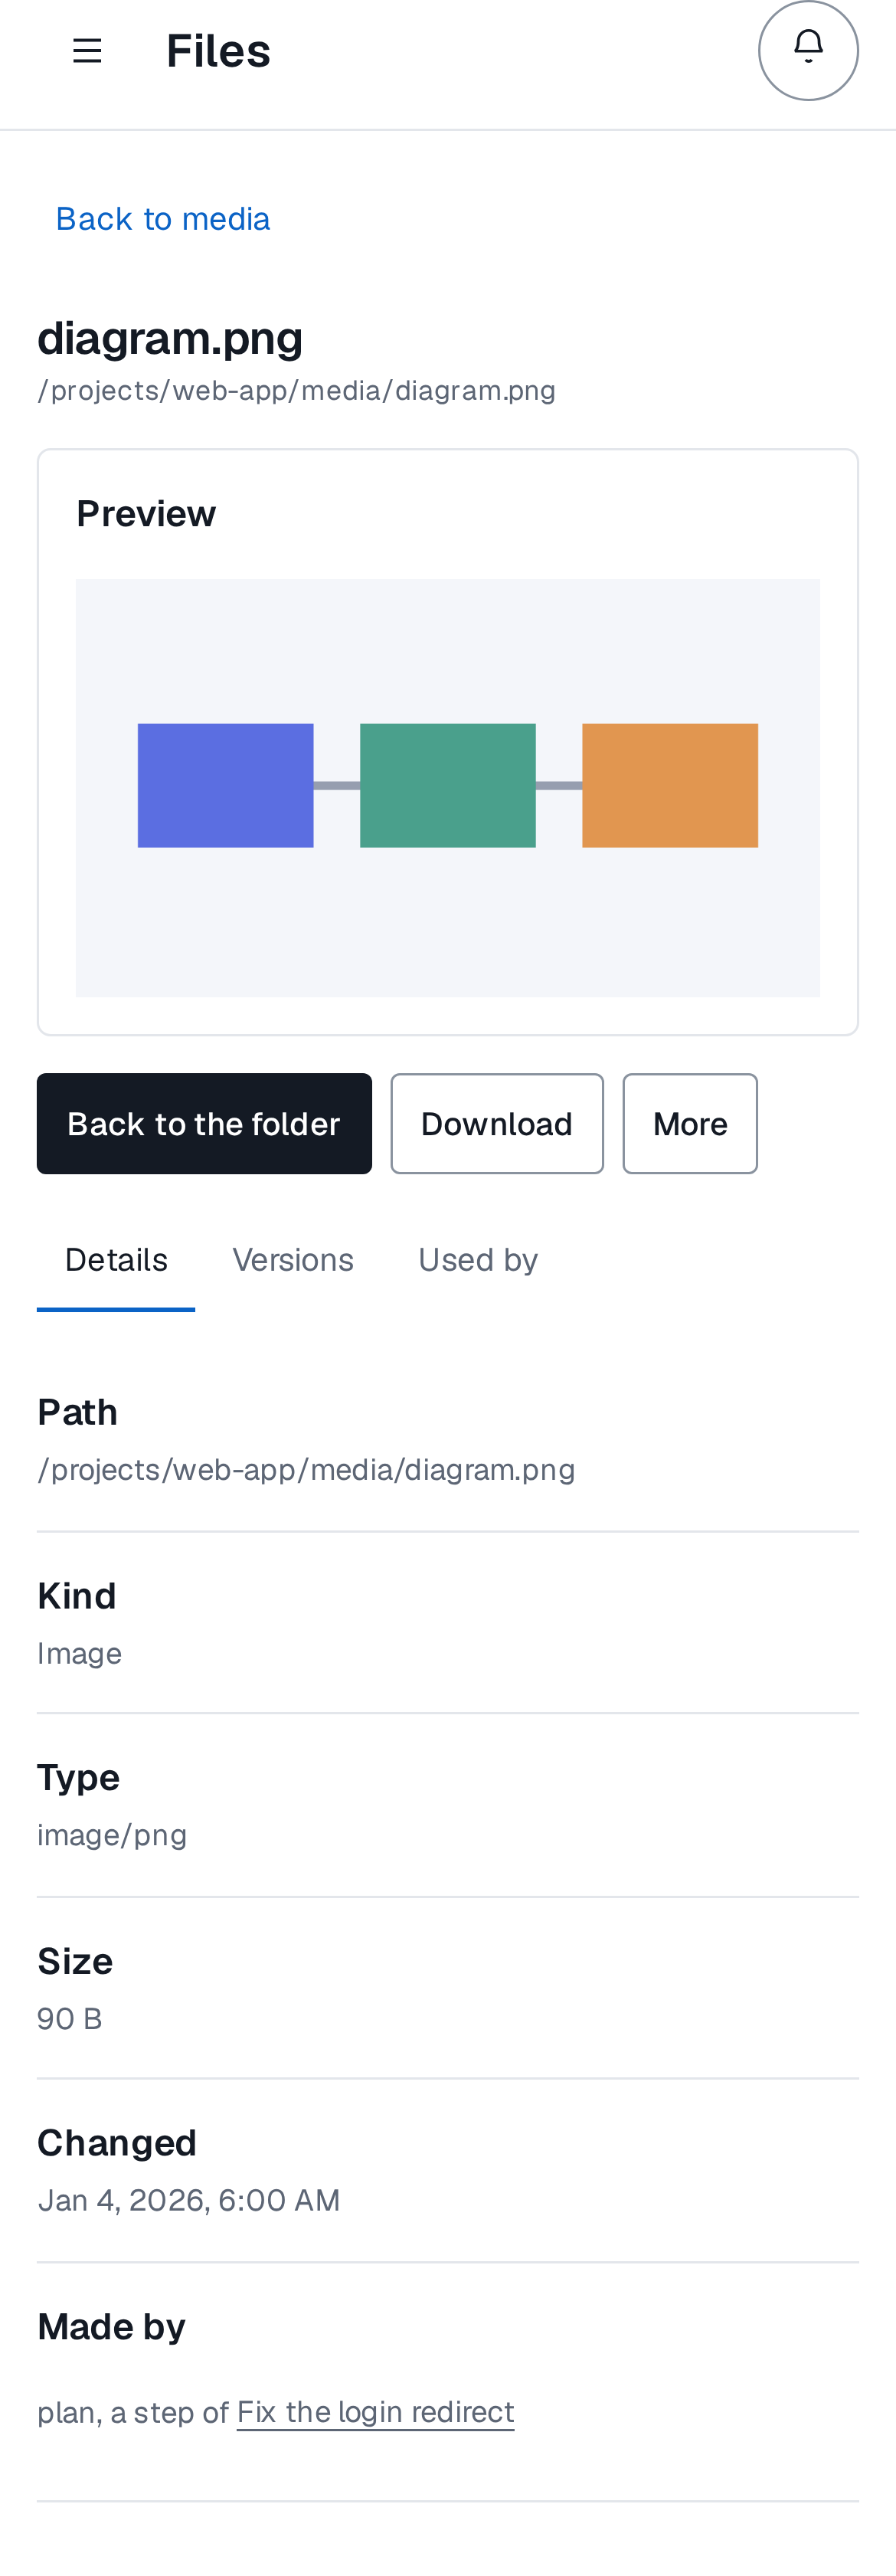 Files
Back to media
diagram.png
/projects/web-app/media/diagram.png
Preview
Back to the folder Download More
Details Versions Used by
Path
/projects/web-app/media/diagram.png
Kind
Image
Type
image/png
Size
90 B
Changed
Jan 4, 2026, 6:00 AM
Made by
plan, a step of Fix the login redirect